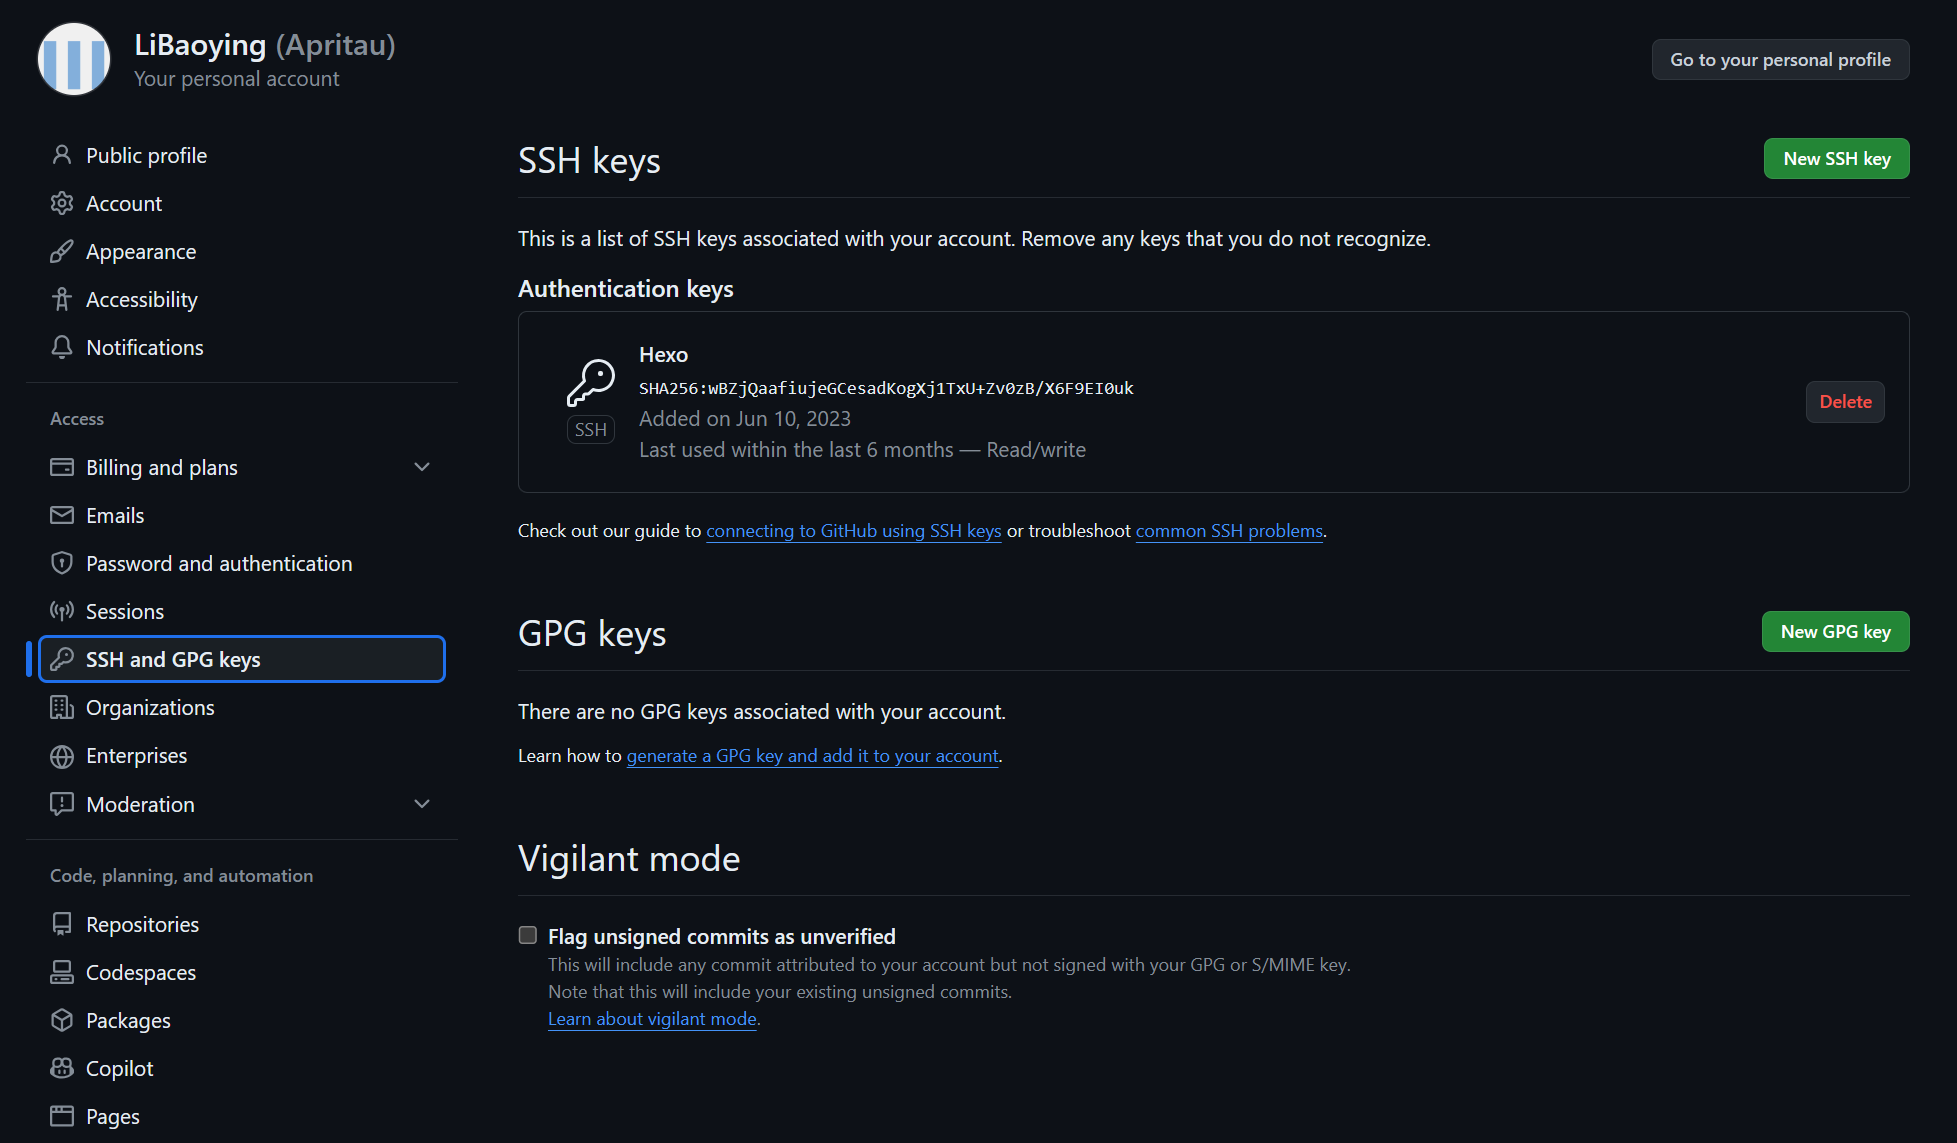 LiBaoying (Apritau)
Your personal account
Go to your personal profile
Public profile
Account
Appearance
Accessibility
Notifications
Access
Billing and plans
Emails
Password and authentication
Sessions
SSH and GPG keys
Organizations
Enterprises
Moderation
Code, planning, and automation
Repositories
Codespaces
Packages
Copilot
Pages
SSH keys
New SSH key
This is a list of SSH keys associated with your account. Remove any keys that you do not recognize.
Authentication keys
Hexo
SHA256:wBZjQaafiujeGCesadKogXj1TxU+Zv0zB/X6F9EI0uk
Added on Jun 10, 2023
Last used within the last 6 months — Read/write
SSH
Delete
Check out our guide to connecting to GitHub using SSH keys or troubleshoot common SSH problems.
GPG keys
New GPG key
There are no GPG keys associated with your account.
Learn how to generate a GPG key and add it to your account.
Vigilant mode
Flag unsigned commits as unverified
This will include any commit attributed to your account but not signed with your GPG or S/MIME key.
Note that this will include your existing unsigned commits.
Learn about vigilant mode.